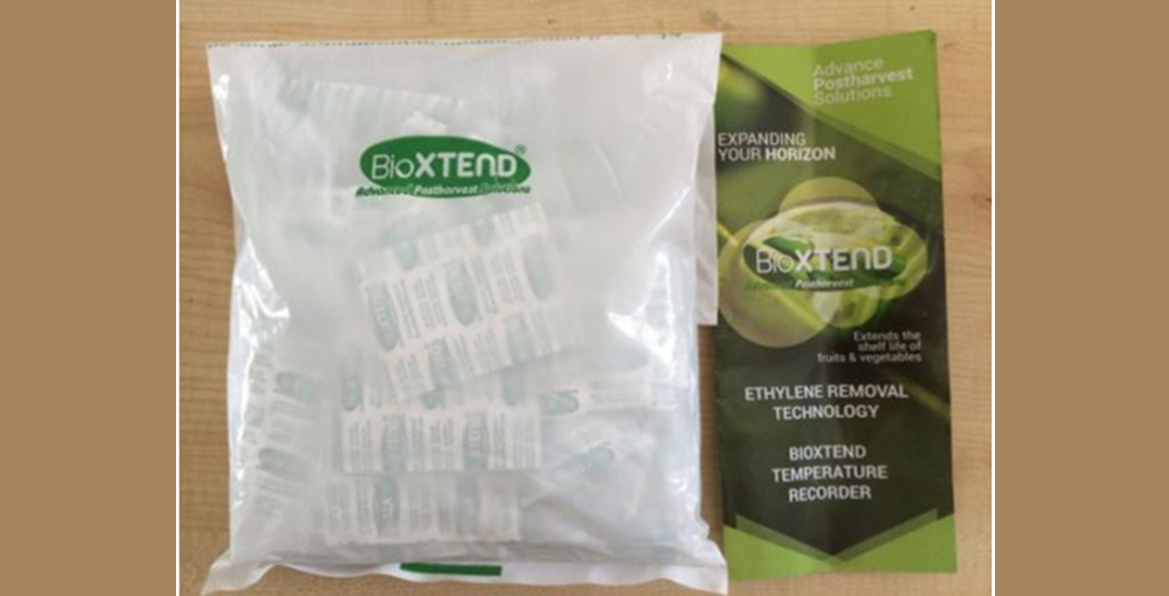 BioXTEND®
Advanced Postharvest Solutions
Advance
Postharvest
Solutions
EXPANDING
YOUR HORIZON
BioXTEND
Postharvest
Extends the
shelf life of
fruits & vegetables
ETHYLENE REMOVAL
TECHNOLOGY
BIOXTEND
TEMPERATURE
RECORDER